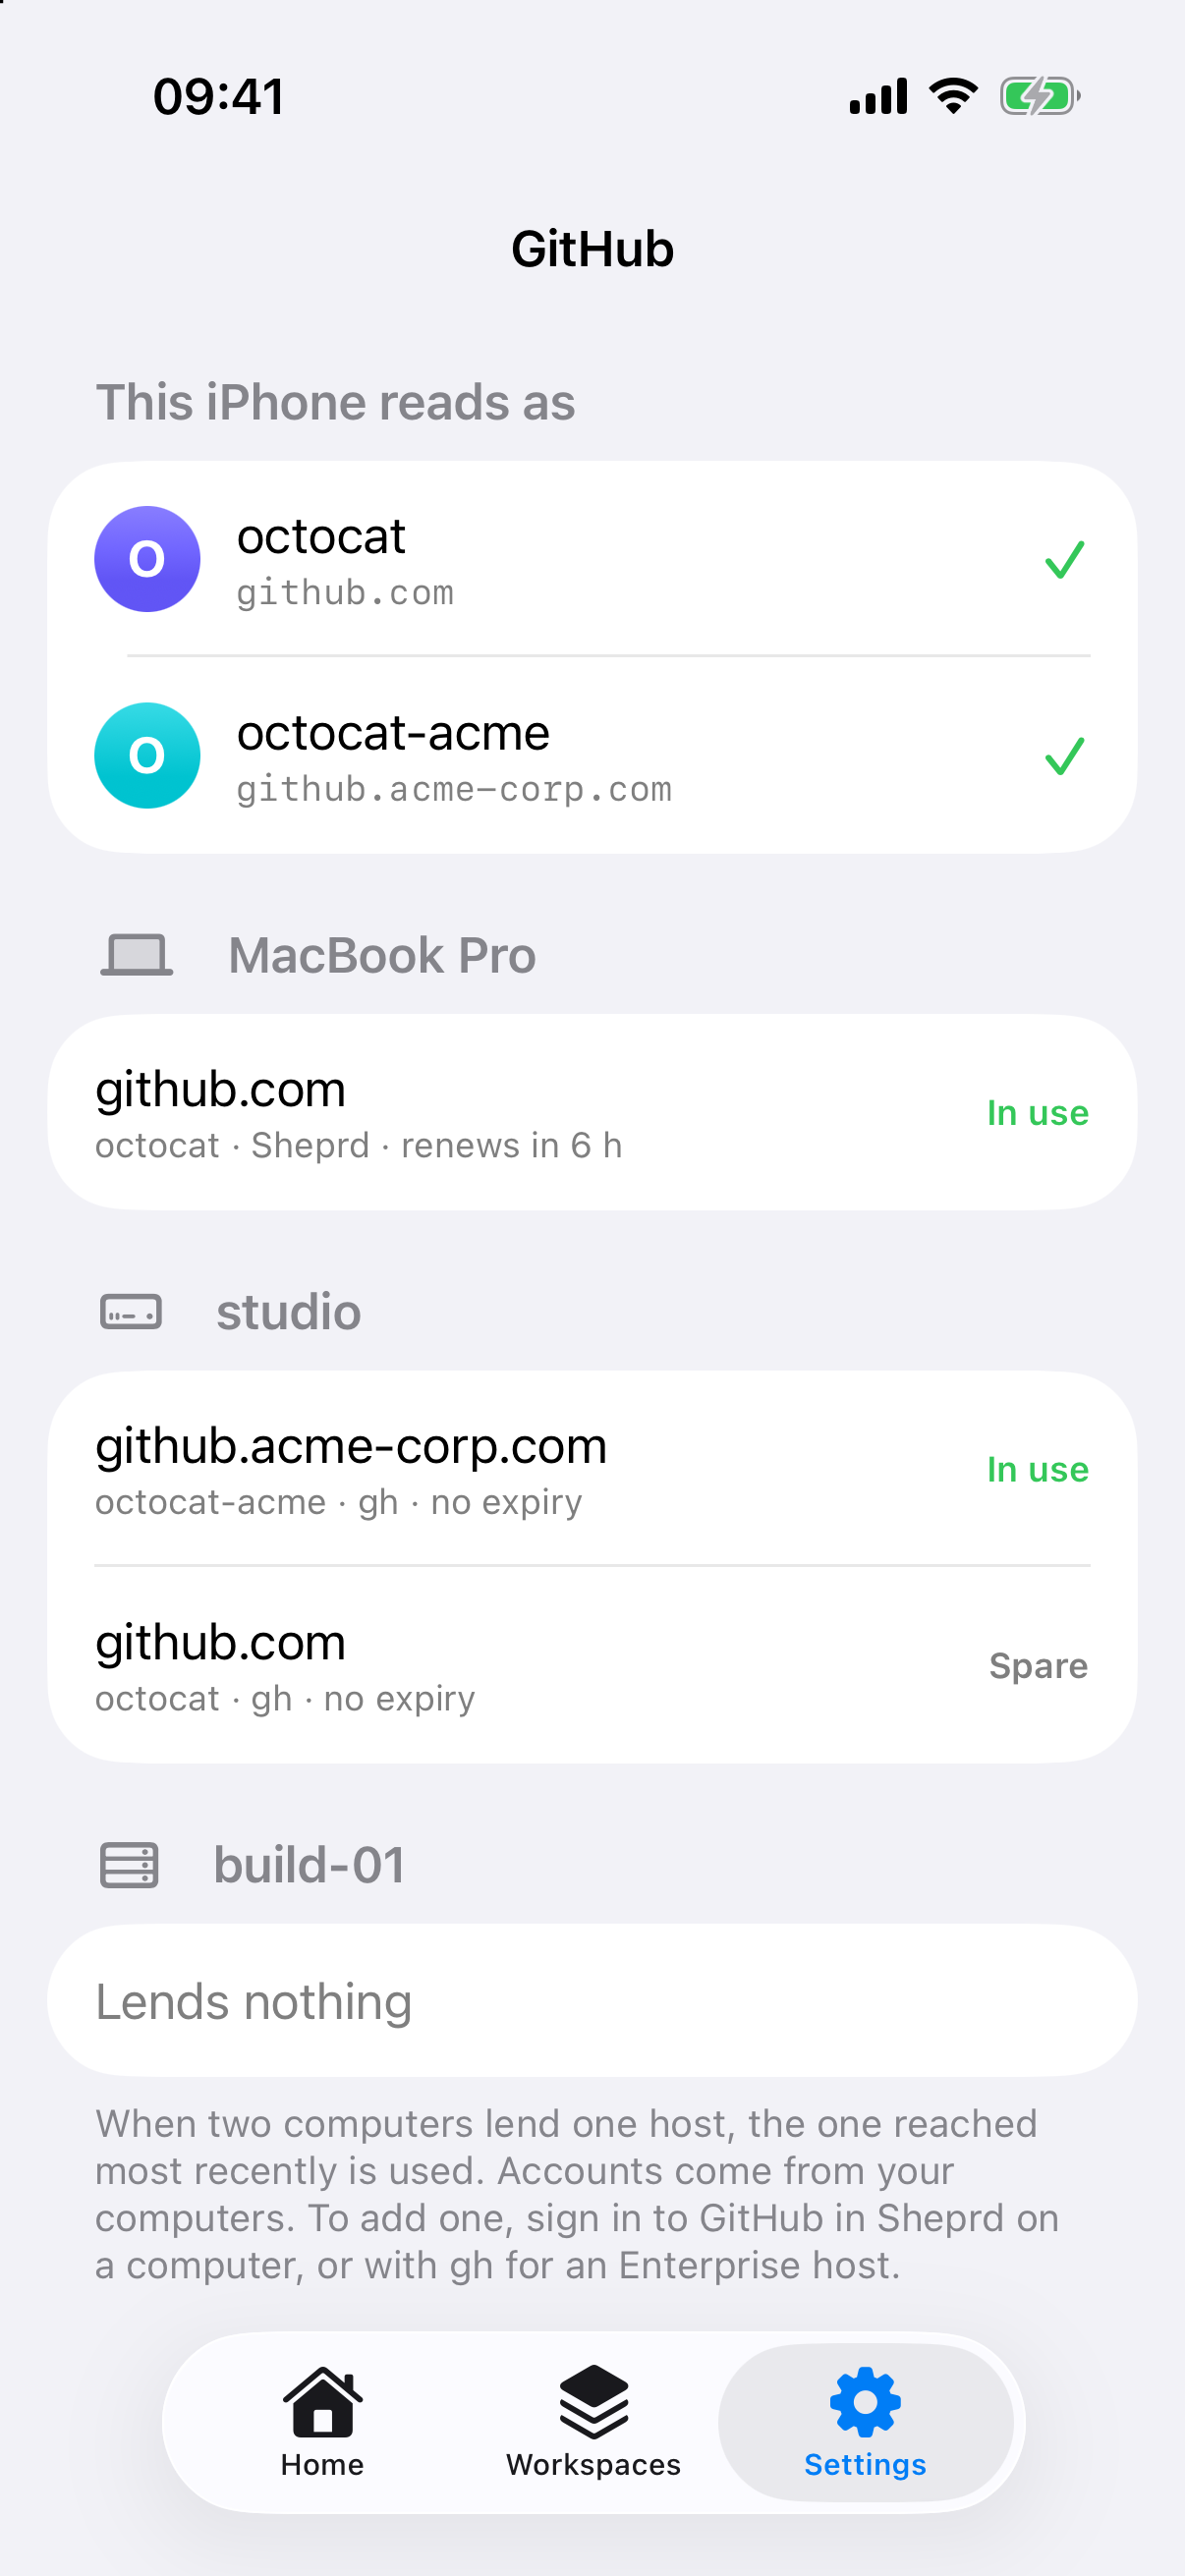 09:41
GitHub
This iPhone reads as
O
octocat
github.com
O
octocat-acme
github.acme-corp.com
MacBook Pro
github.com
In use
octocat · Sheprd · renews in 6 h
studio
github.acme-corp.com
In use
octocat-acme · gh · no expiry
github.com
Spare
octocat · gh · no expiry
build-01
Lends nothing
When two computers lend one host, the one reached
most recently is used. Accounts come from your
computers. To add one, sign in to GitHub in Sheprd on
a computer, or with gh for an Enterprise host.
Home
Workspaces
Settings